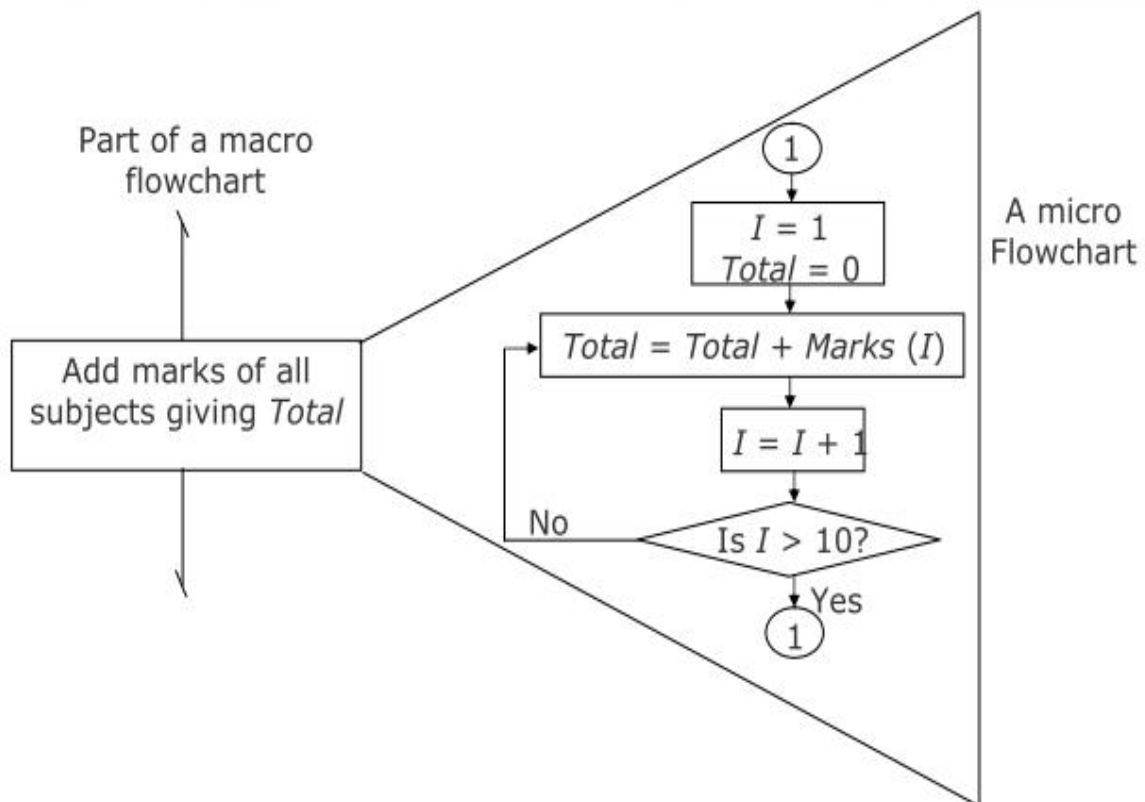 Part of a macro
flowchart
Add marks of all
subjects giving Total
1
I = 1
Total = 0
Total = Total + Marks (I)
I = I + 1
Is I > 10?
No
Yes
1
A micro
Flowchart